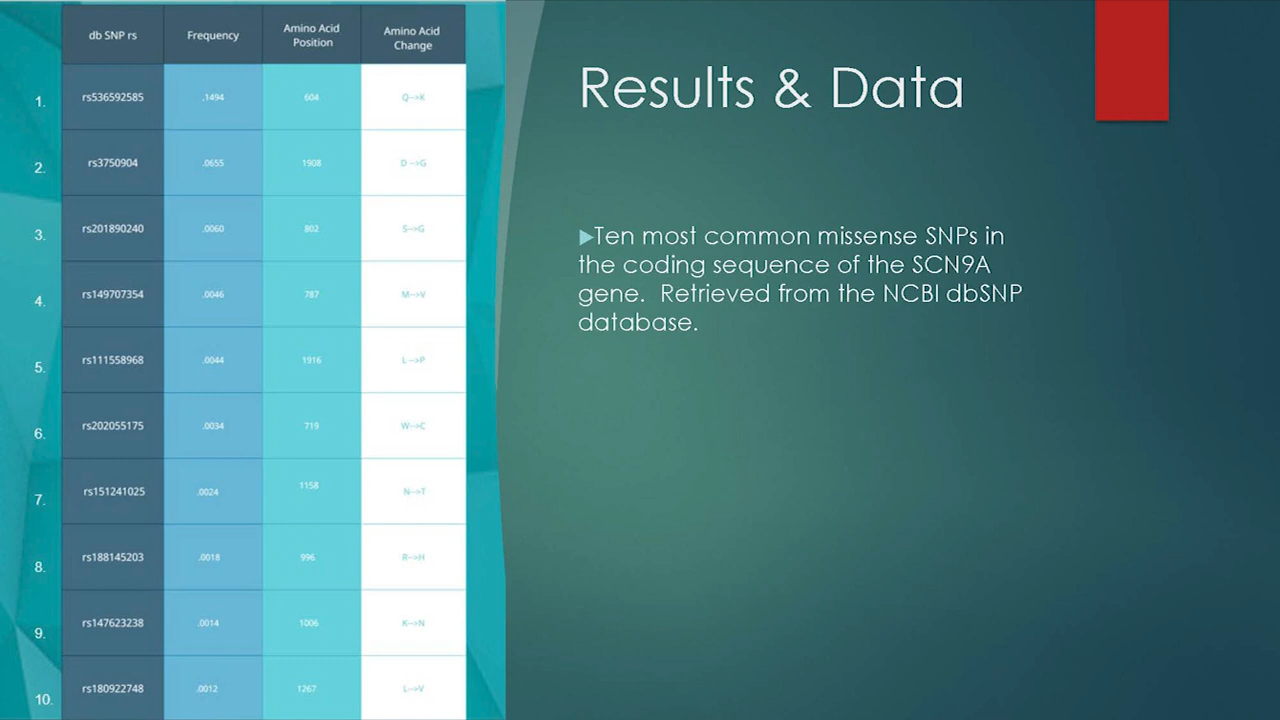 db SNP rs Frequency Amino Acid Position Amino Acid Change
1. rs536592585 .1494 604 Q-->K
2. rs3750904 .0655 1908 D -->G
3. rs201890240 .0060 802 S-->G
4. rs149707354 .0046 787 M-->V
5. rs111558968 .0044 1916 L -->P
6. rs202055175 .0034 719 W-->C
7. rs151241025 .0024 1158 N-->T
8. rs188145203 .0018 996 R-->H
9. rs147623238 .0014 1006 K-->N
10. rs180922748 .0012 1267 L-->V
Results & Data
Ten most common missense SNPs in
the coding sequence of the SCN9A
gene. Retrieved from the NCBI dbSNP
database.